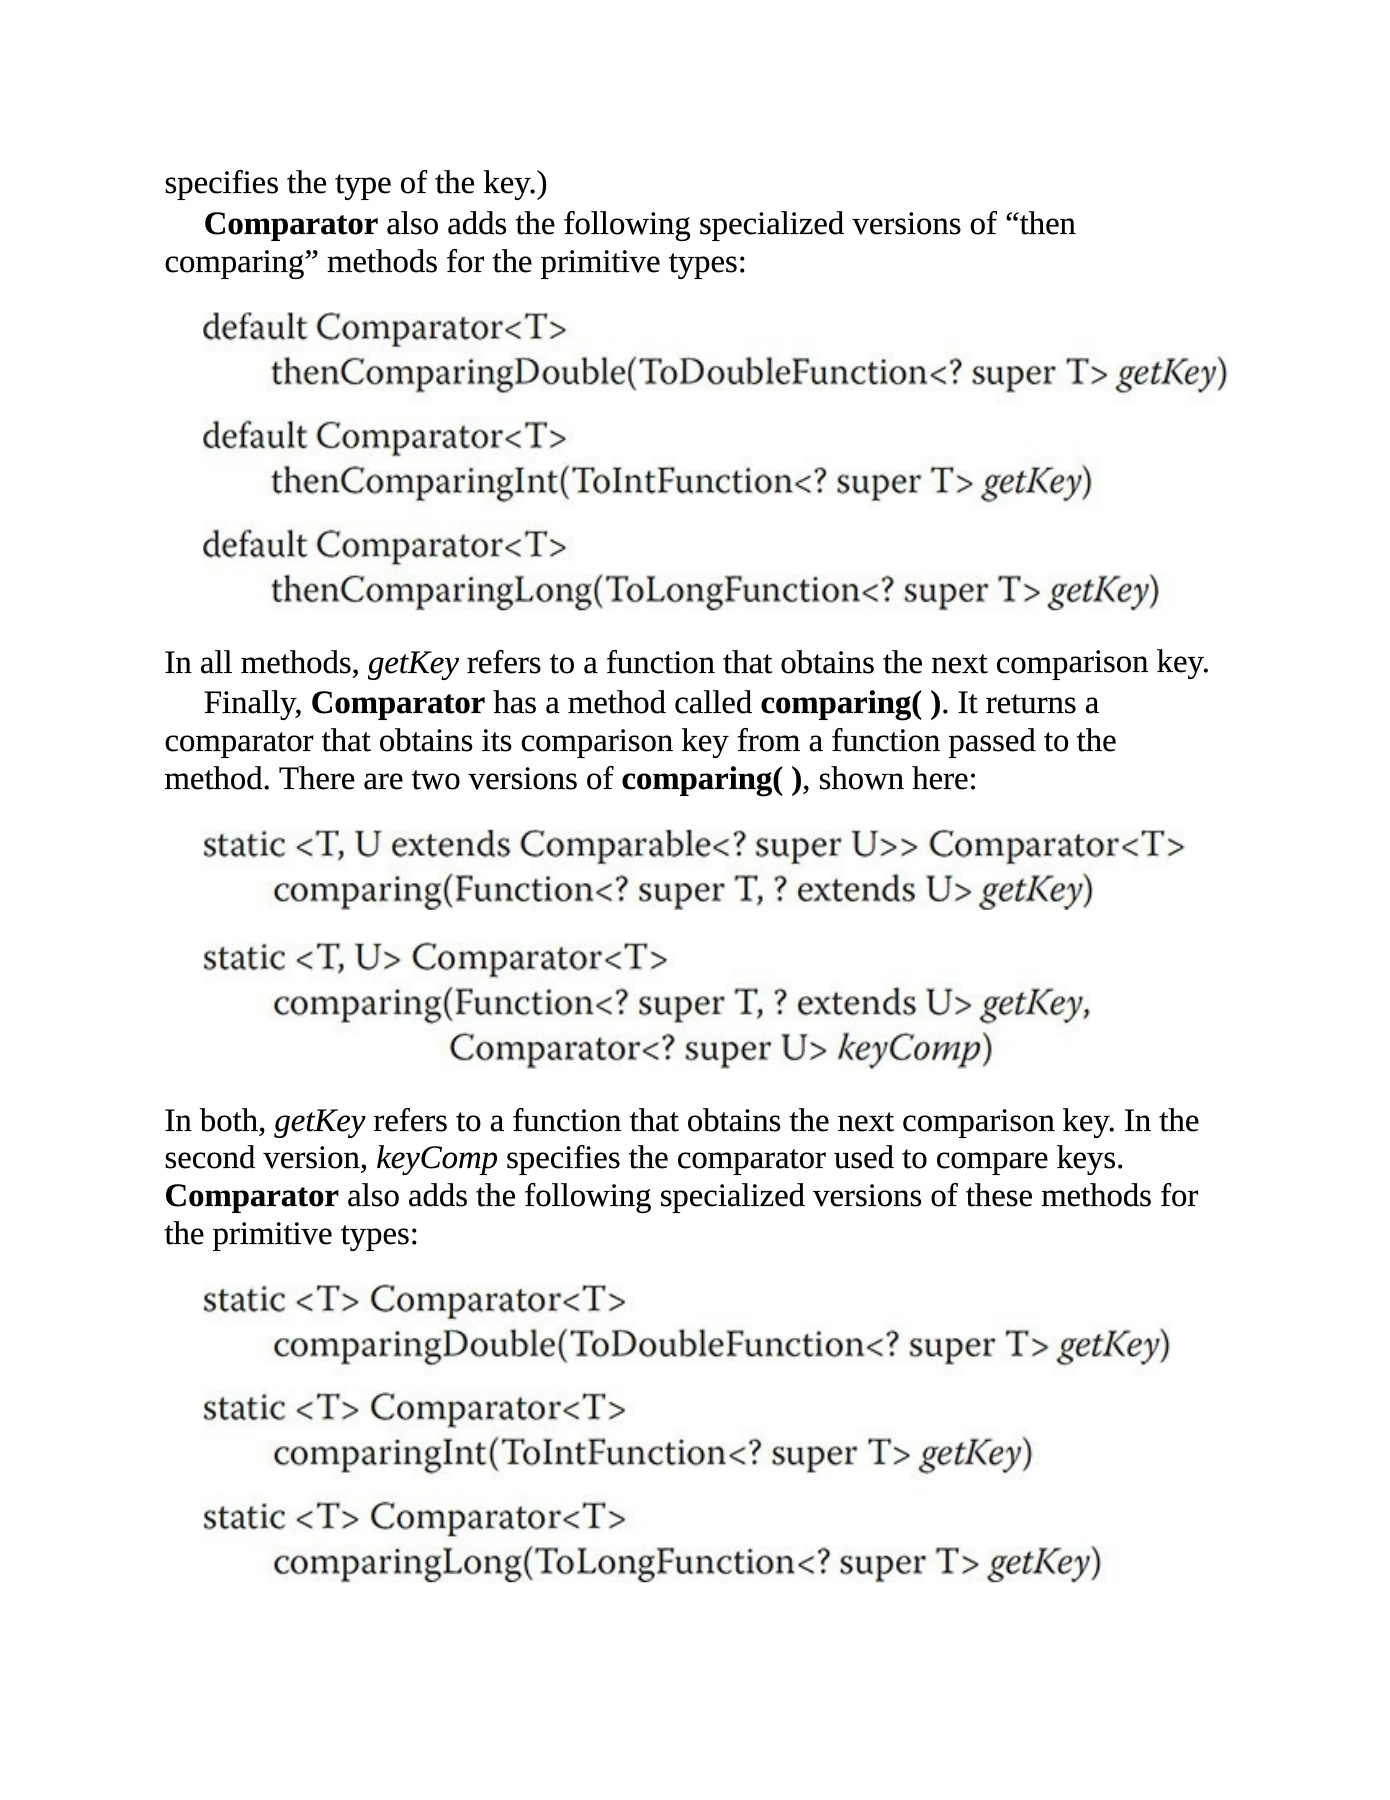 specifies the type of the key.)
Comparator also adds the following specialized versions of “then
comparing” methods for the primitive types:
default Comparator<T>
thenComparingDouble(ToDoubleFunction<? super T> getKey)
default Comparator<T>
thenComparingInt(ToIntFunction<? super T> getKey)
default Comparator<T>
thenComparingLong(ToLongFunction<? super T> getKey)
In all methods, getKey refers to a function that obtains the next comparison key.
Finally, Comparator has a method called comparing( ). It returns a
comparator that obtains its comparison key from a function passed to the
method. There are two versions of comparing( ), shown here:
static <T, U extends Comparable<? super U>> Comparator<T>
comparing(Function<? super T, ? extends U> getKey)
static <T, U> Comparator<T>
comparing(Function<? super T, ? extends U> getKey,
Comparator<? super U> keyComp)
In both, getKey refers to a function that obtains the next comparison key. In the
second version, keyComp specifies the comparator used to compare keys.
Comparator also adds the following specialized versions of these methods for
the primitive types:
static <T> Comparator<T>
comparingDouble(ToDoubleFunction<? super T> getKey)
static <T> Comparator<T>
comparingInt(ToIntFunction<? super T> getKey)
static <T> Comparator<T>
comparingLong(ToLongFunction<? super T> getKey)